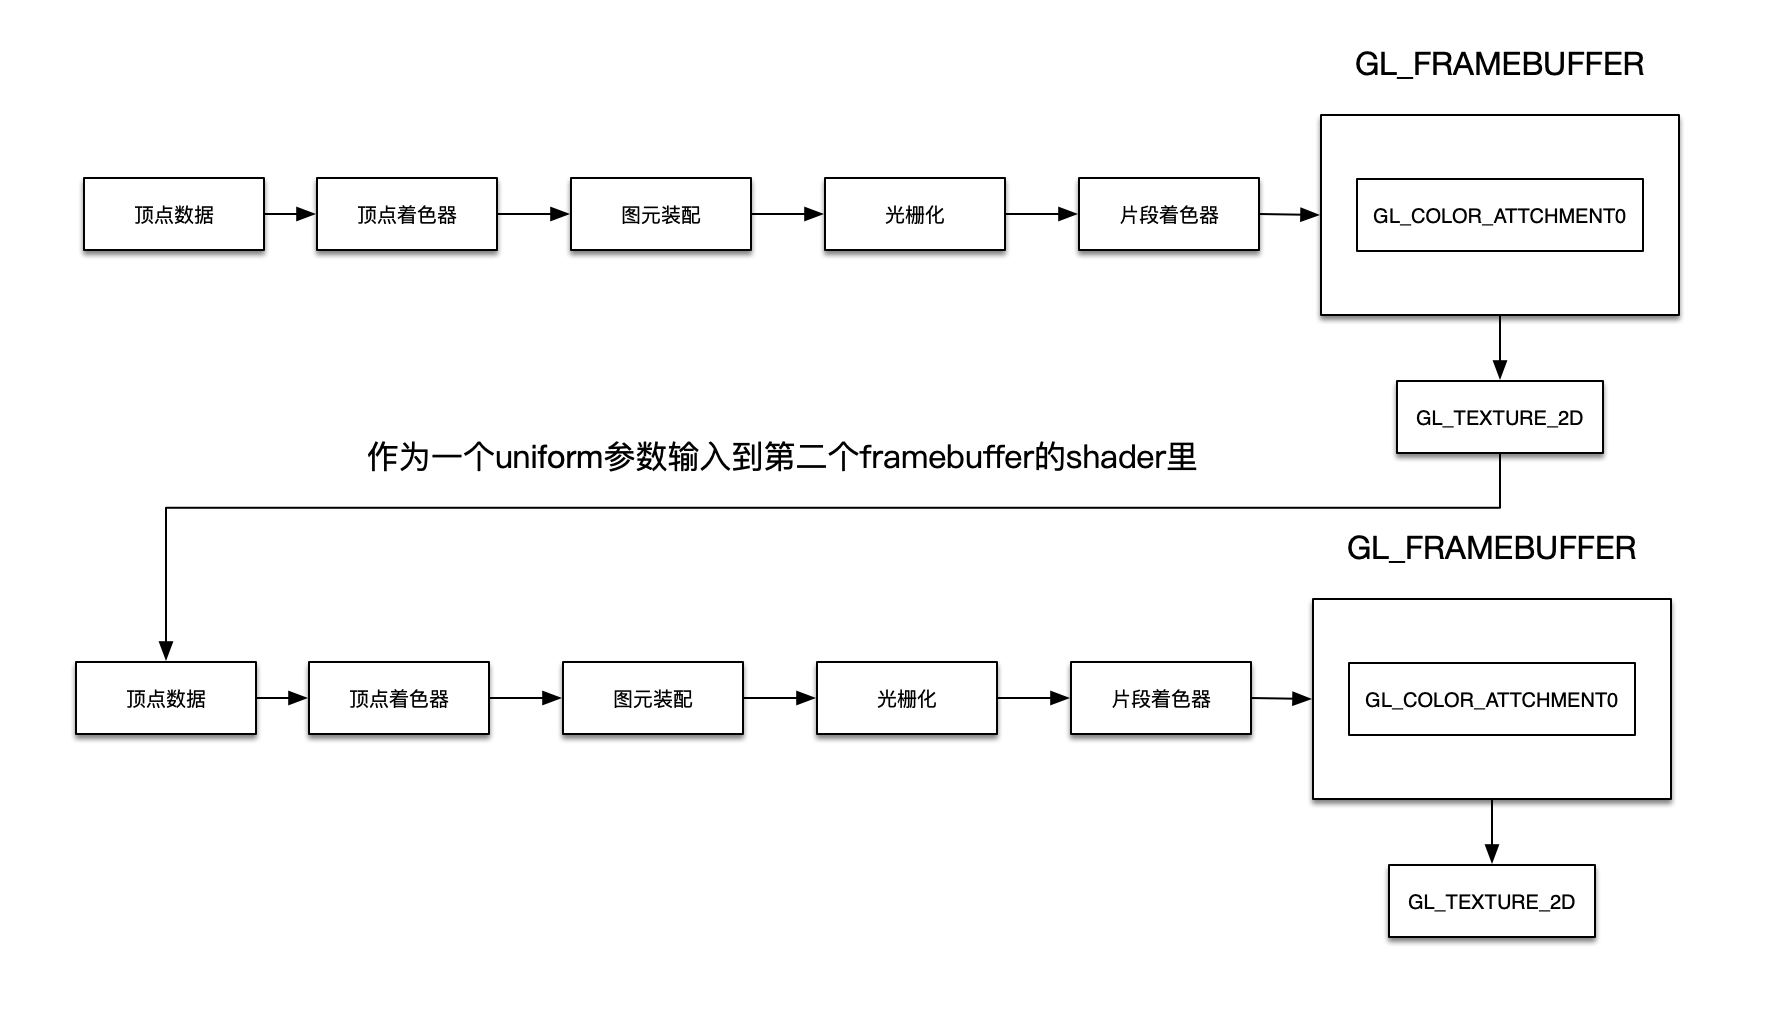 GL_FRAMEBUFFER
顶点数据
顶点着色器
图元装配
光栅化
片段着色器
GL_COLOR_ATTCHMENT0
GL_TEXTURE_2D
作为一个uniform参数输入到第二个framebuffer的shader里
GL_FRAMEBUFFER
顶点数据
顶点着色器
图元装配
光栅化
片段着色器
GL_COLOR_ATTCHMENT0
GL_TEXTURE_2D